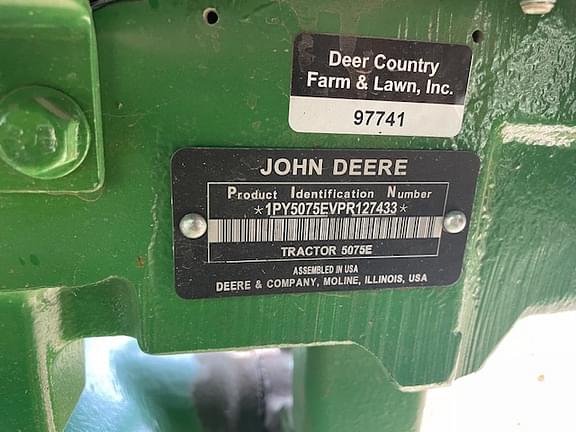 Deer Country
Farm & Lawn, Inc.
97741
JOHN DEERE
Product Identification Number
*1PY5075EVPR127433*
TRACTOR 5075E
ASSEMBLED IN USA
DEERE & COMPANY, MOLINE, ILLINOIS, USA